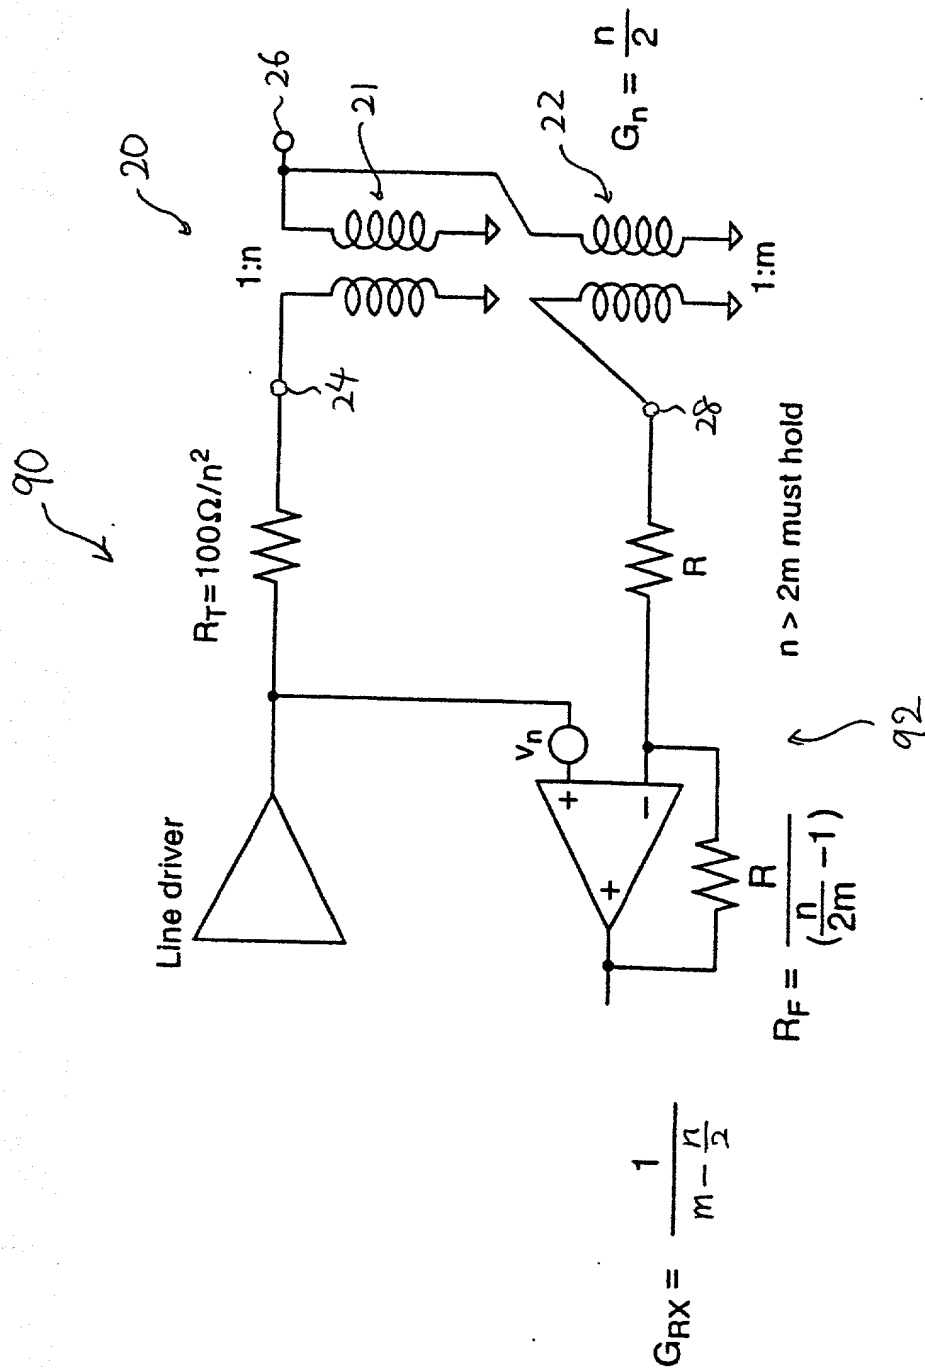 90
20
Line driver
R_T = 100Ω/n²
24
1:n
26
21
v_n
+
+
−
R
28
22
1:m
G_n = n/2
R_F = R/(n/2m −1)
n > 2m must hold
92
G_RX = 1/(m − n/2)